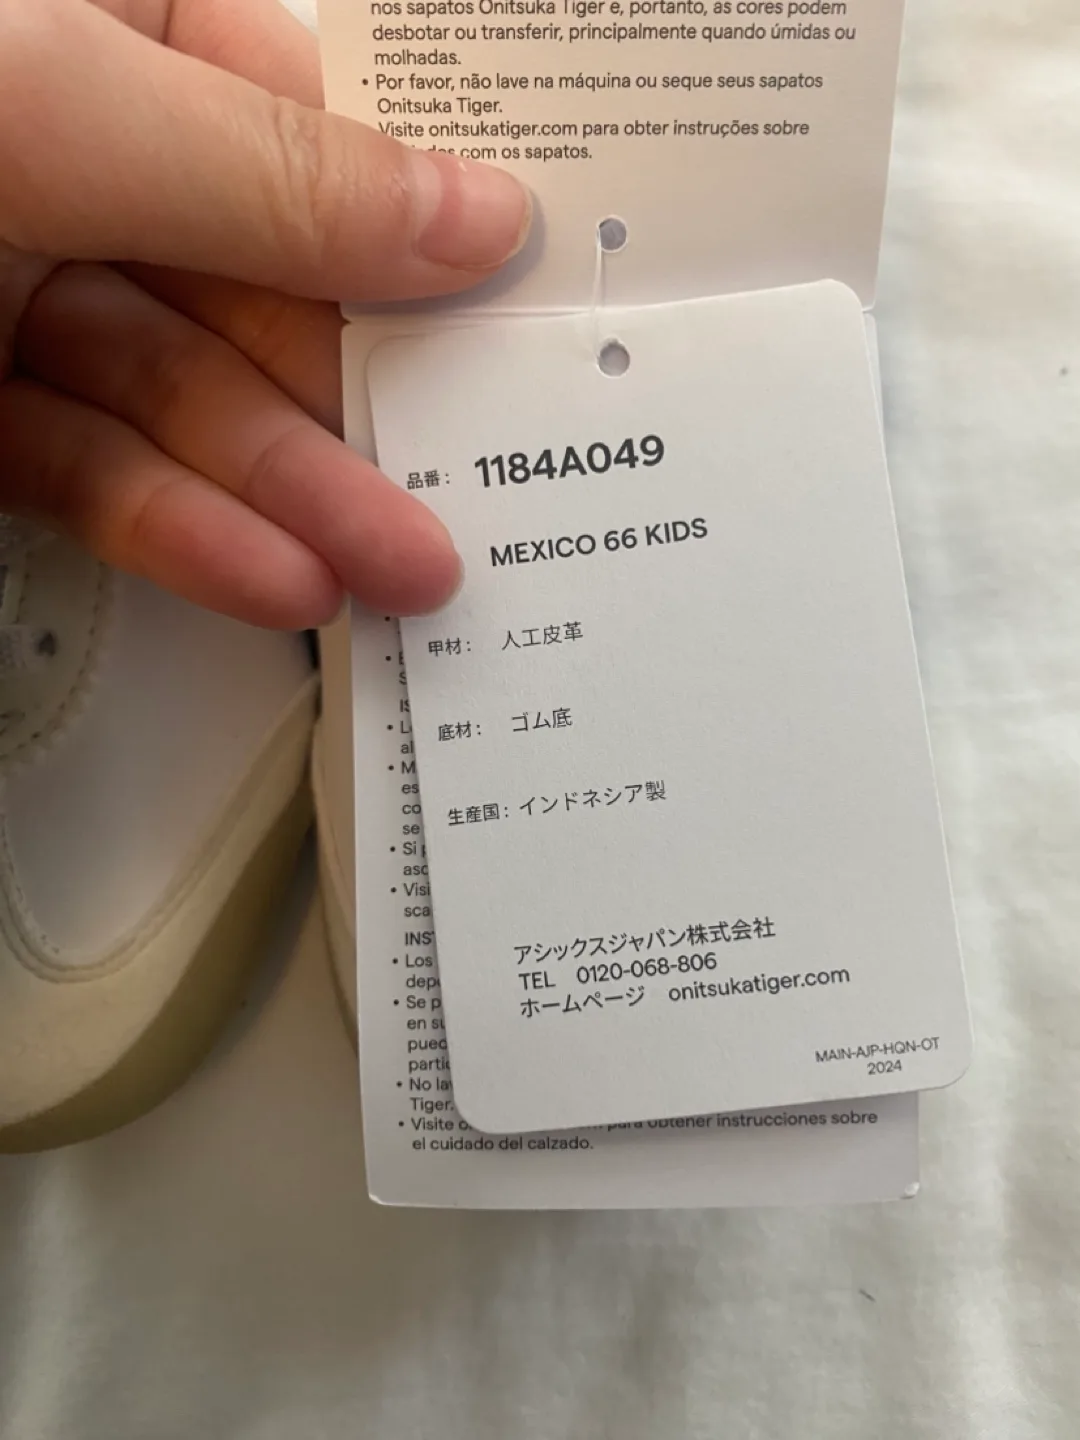 nos sapatos Onitsuka Tiger e, portanto, as cores podem
desbotar ou transferir, principalmente quando úmidas ou
molhadas.
• Por favor, não lave na máquina ou seque seus sapatos
Onitsuka Tiger.
Visite onitsukatiger.com para obter instruções sobre
com os sapatos.
品番： 1184A049
MEXICO 66 KIDS
甲材： 人工皮革
底材： ゴム底
生産国：インドネシア製
アシックスジャパン株式会社
TEL 0120-068-806
ホームページ onitsukatiger.com
MAIN-AJP-HQN-OT
2024
• Si
• Los
• Se
en
• No
Tiger.
• Visite para obtener instrucciones sobre
el cuidado del calzado.